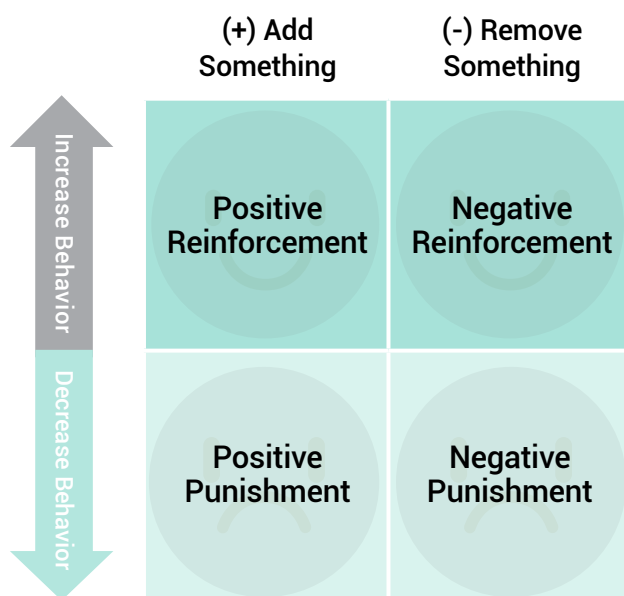 (+) Add
Something
(-) Remove
Something
Increase Behavior
Decrease Behavior
Positive
Reinforcement
Negative
Reinforcement
Positive
Punishment
Negative
Punishment